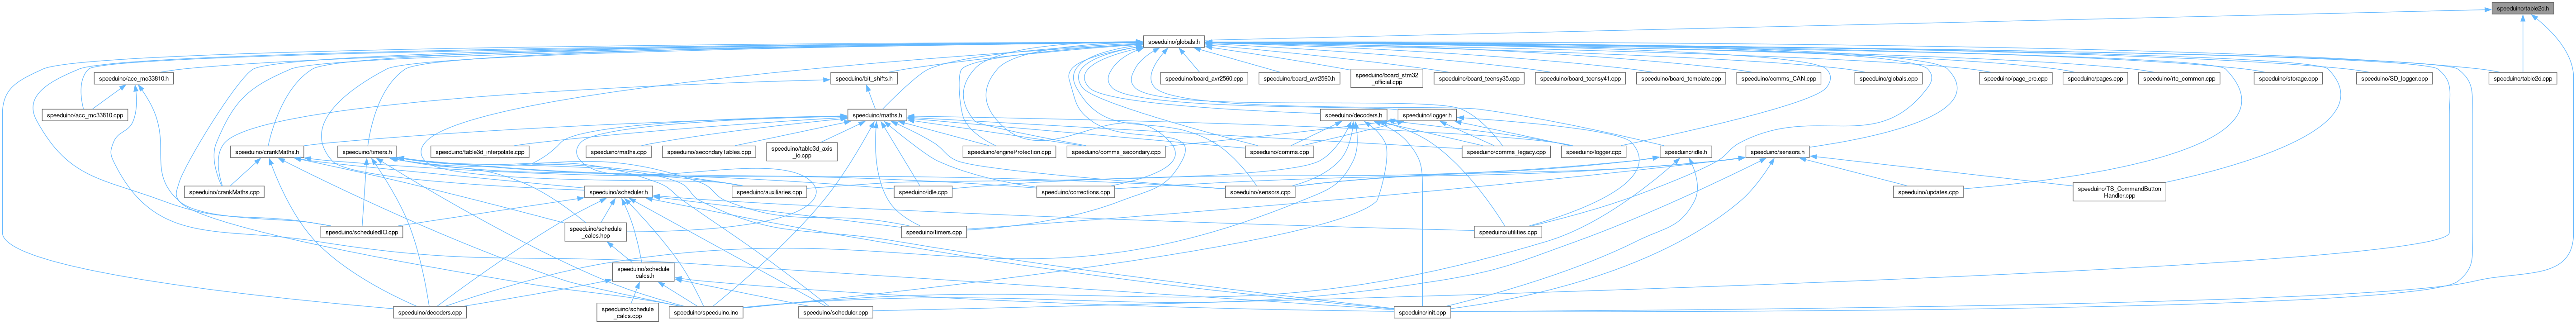 speeduino/table2d.h
speeduino/globals.h
speeduino/acc_mc33810.h
speeduino/bit_shifts.h
speeduino/board_avr2560.cpp
speeduino/board_avr2560.h
speeduino/board_stm32
_official.cpp
speeduino/board_teensy35.cpp
speeduino/board_teensy41.cpp
speeduino/board_template.cpp
speeduino/comms_CAN.cpp
speeduino/globals.cpp
speeduino/page_crc.cpp
speeduino/pages.cpp
speeduino/rtc_common.cpp
speeduino/storage.cpp
speeduino/SD_logger.cpp
speeduino/table2d.cpp
speeduino/acc_mc33810.cpp
speeduino/maths.h
speeduino/decoders.h
speeduino/logger.h
speeduino/crankMaths.h
speeduino/timers.h
speeduino/table3d_interpolate.cpp
speeduino/maths.cpp
speeduino/secondaryTables.cpp
speeduino/table3d_axis
_io.cpp
speeduino/engineProtection.cpp
speeduino/comms_secondary.cpp
speeduino/comms.cpp
speeduino/comms_legacy.cpp
speeduino/logger.cpp
speeduino/idle.h
speeduino/sensors.h
speeduino/crankMaths.cpp
speeduino/scheduler.h
speeduino/auxiliaries.cpp
speeduino/idle.cpp
speeduino/corrections.cpp
speeduino/sensors.cpp
speeduino/updates.cpp
speeduino/TS_CommandButton
Handler.cpp
speeduino/scheduledIO.cpp
speeduino/schedule
_calcs.hpp
speeduino/timers.cpp
speeduino/utilities.cpp
speeduino/schedule
_calcs.h
speeduino/decoders.cpp
speeduino/schedule
_calcs.cpp
speeduino/speeduino.ino
speeduino/scheduler.cpp
speeduino/init.cpp